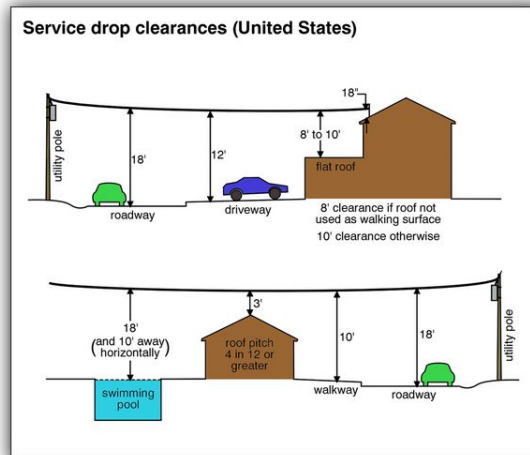 Service drop clearances (United States)
18"
8' to 10'
18'
12'
utility pole
flat roof
roadway
driveway
8' clearance if roof not
used as walking surface
10' clearance otherwise
3'
18'
(and 10' away
horizontally)
roof pitch
4 in 12 or
greater
10'
18'
utility pole
swimming
pool
walkway
roadway